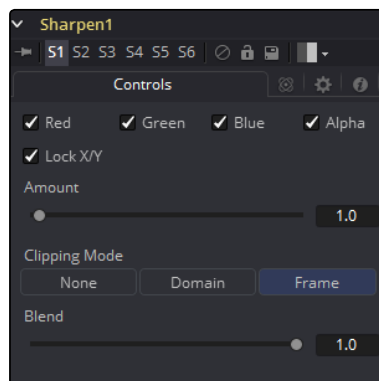 Sharpen1
S1 S2 S3 S4 S5 S6
Controls
Red Green Blue Alpha
Lock X/Y
Amount
1.0
Clipping Mode
None Domain Frame
Blend
1.0